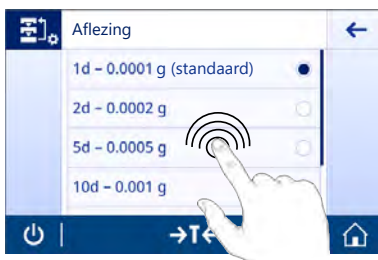 Aflezing
1d – 0.0001 g (standaard)
2d – 0.0002 g
5d – 0.0005 g
10d – 0.001 g
→T←